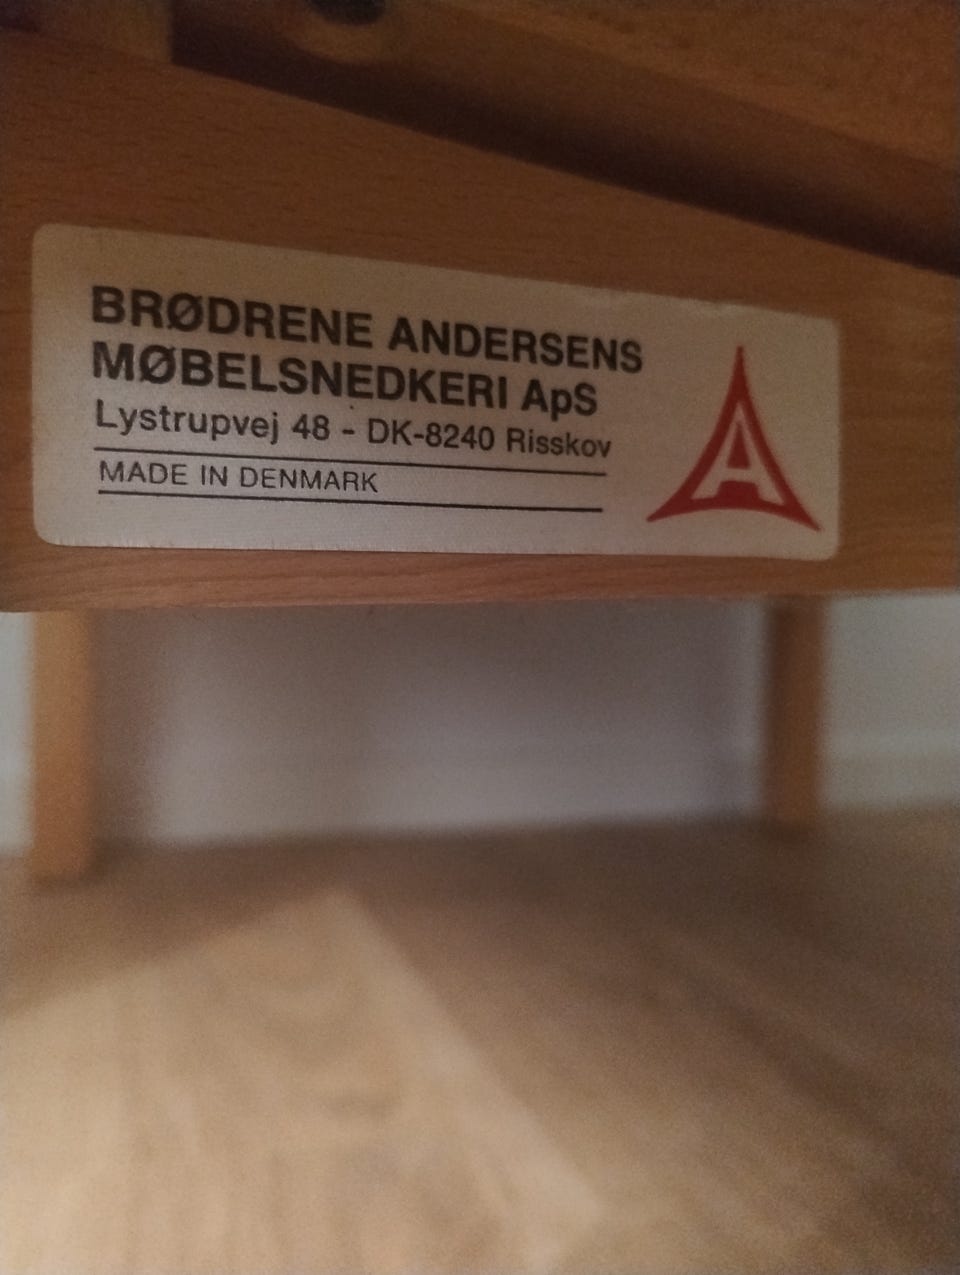 BRØDRENE ANDERSENS
MØBELSNEDKERI ApS
Lystrupvej 48 - DK-8240 Risskov
MADE IN DENMARK
A